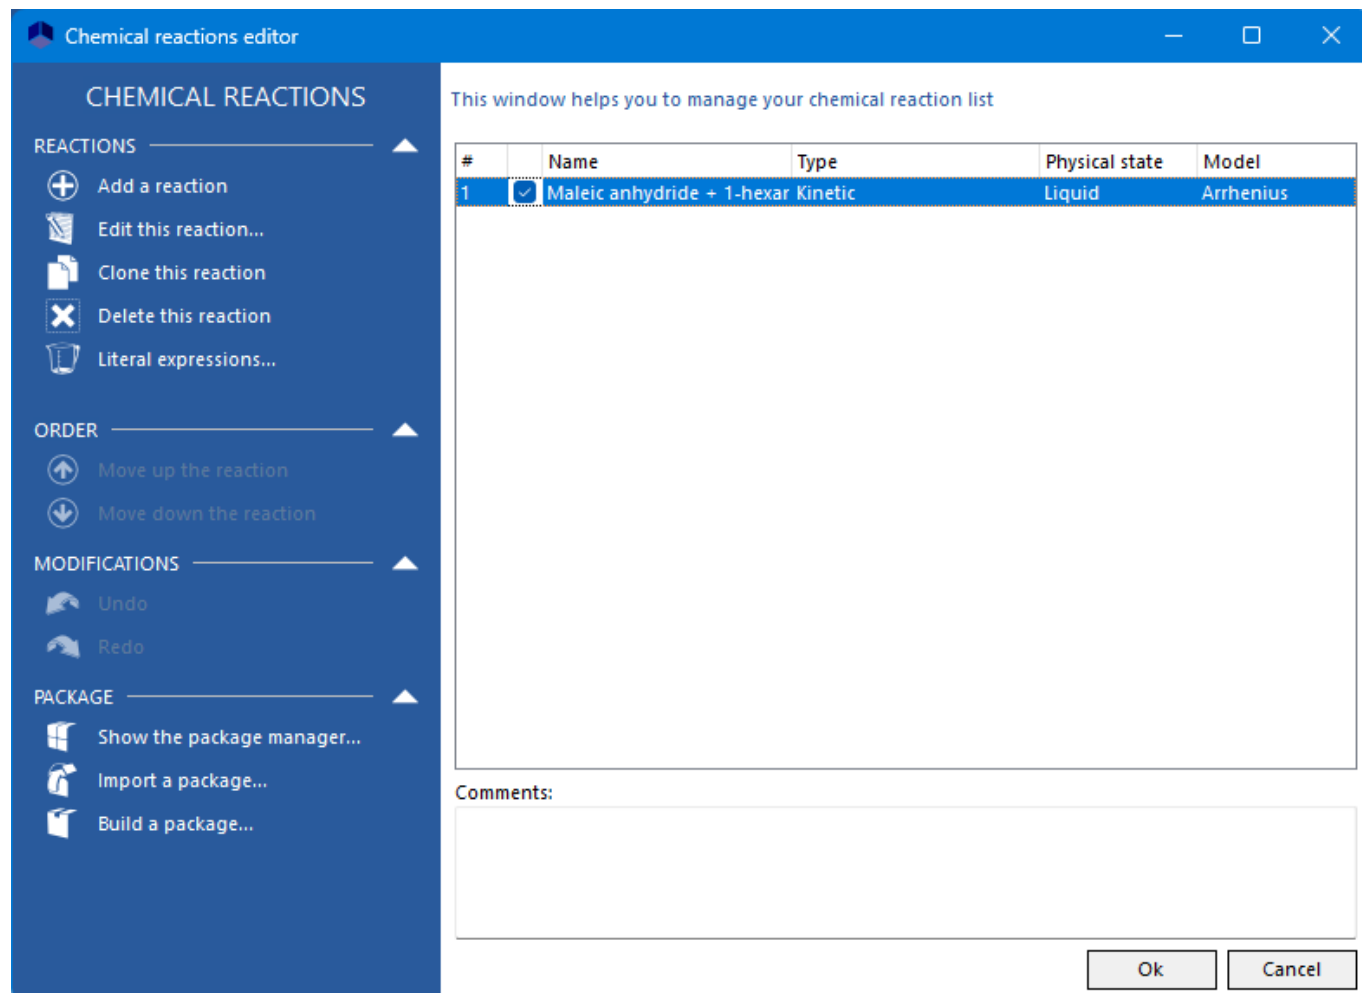 Chemical reactions editor
CHEMICAL REACTIONS
REACTIONS
Add a reaction
Edit this reaction...
Clone this reaction
Delete this reaction
Literal expressions...
ORDER
Move up the reaction
Move down the reaction
MODIFICATIONS
Undo
Redo
PACKAGE
Show the package manager...
Import a package...
Build a package...
This window helps you to manage your chemical reaction list
# Name Type Physical state Model
1 Maleic anhydride + 1-hexar Kinetic Liquid Arrhenius
Comments:
Ok Cancel